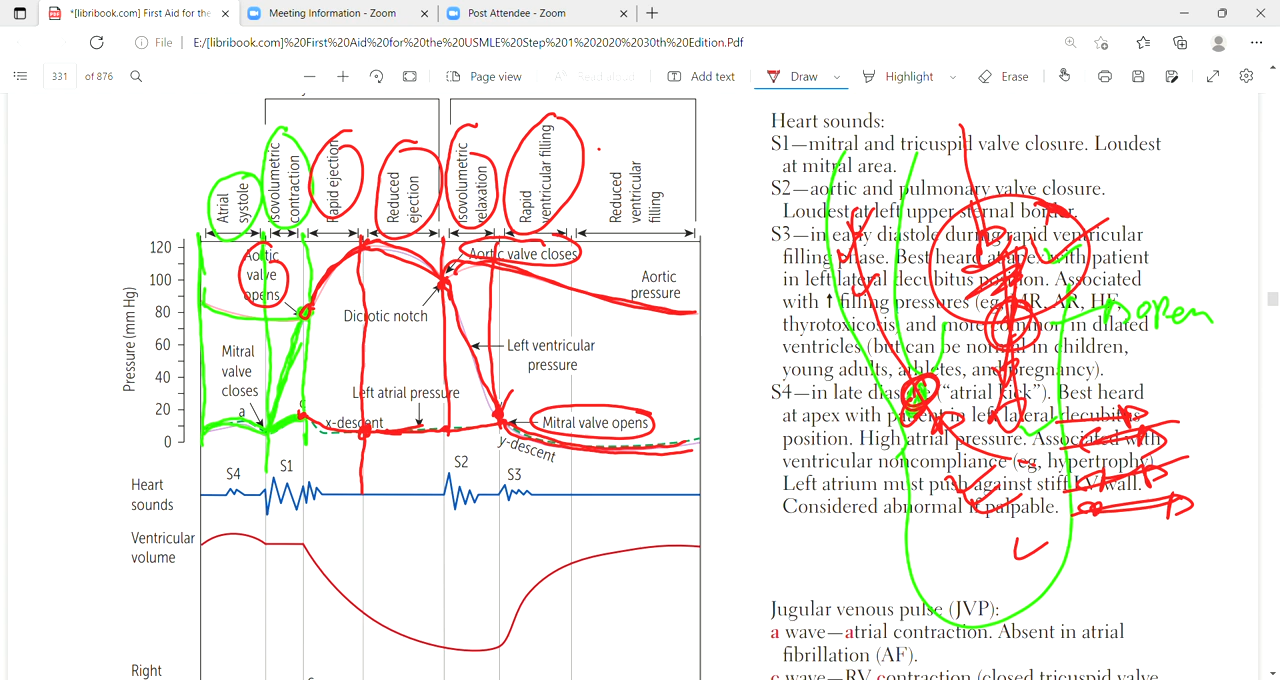 *[libribook.com] First Aid for the
Meeting Information - Zoom
Post Attendee - Zoom
File
E:/[libribook.com]%20First%20Aid%20for%20the%20USMLE%20Step%201%202020%2030th%20Edition.Pdf
331 of 876
Page view
Read aloud
Add text
Draw
Highlight
Erase
Atrial
systole
Isovolumetric
contraction
Rapid ejection
Reduced
ejection
Isovolumetric
relaxation
Rapid
ventricular filling
Reduced
ventricular
filling
Pressure (mm Hg)
120
100
80
60
40
20
0
Aortic
valve
opens
Aortic valve closes
Aortic
pressure
Dicrotic notch
Mitral
valve
closes
a
c
Left ventricular
pressure
Left atrial pressure
x-descent
Mitral valve opens
y-descent
Heart
sounds
S4
S1
S2
S3
Ventricular
volume
Right
Heart sounds:
S1—mitral and tricuspid valve closure. Loudest
at mitral area.
S2—aortic and pulmonary valve closure.
Loudest at left upper sternal border.
S3—in early diastole during rapid ventricular
filling phase. Best heard at apex with patient
in left lateral decubitus position. Associated
with ↑ filling pressures (eg, MR, AR, HF,
thyrotoxicosis) and more common in dilated
ventricles (but can be normal in children,
young adults, athletes, and pregnancy).
S4—in late diastole (“atrial kick”). Best heard
at apex with patient in left lateral decubitus
position. High atrial pressure. Associated with
ventricular noncompliance (eg, hypertrophy).
Left atrium must push against stiff LV wall.
Considered abnormal if palpable.
open
Jugular venous pulse (JVP):
a wave—atrial contraction. Absent in atrial
fibrillation (AF).
c wave—RV contraction (closed tricuspid valve